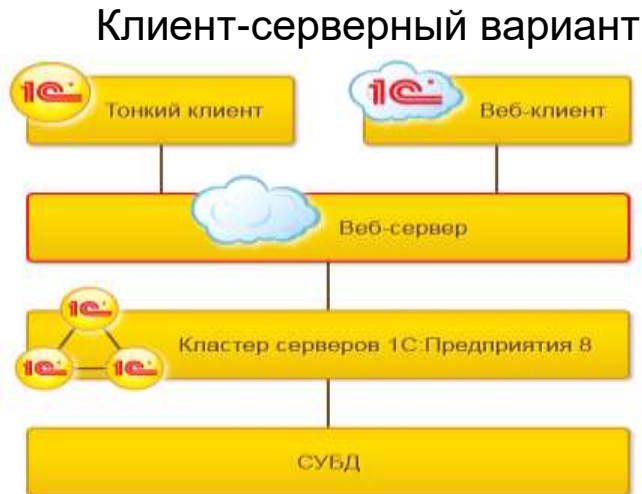 Клиент-серверный вариант
1С Тонкий клиент
1С Веб-клиент
Веб-сервер
1С
Кластер серверов 1С:Предприятия 8
1С 1С
СУБД